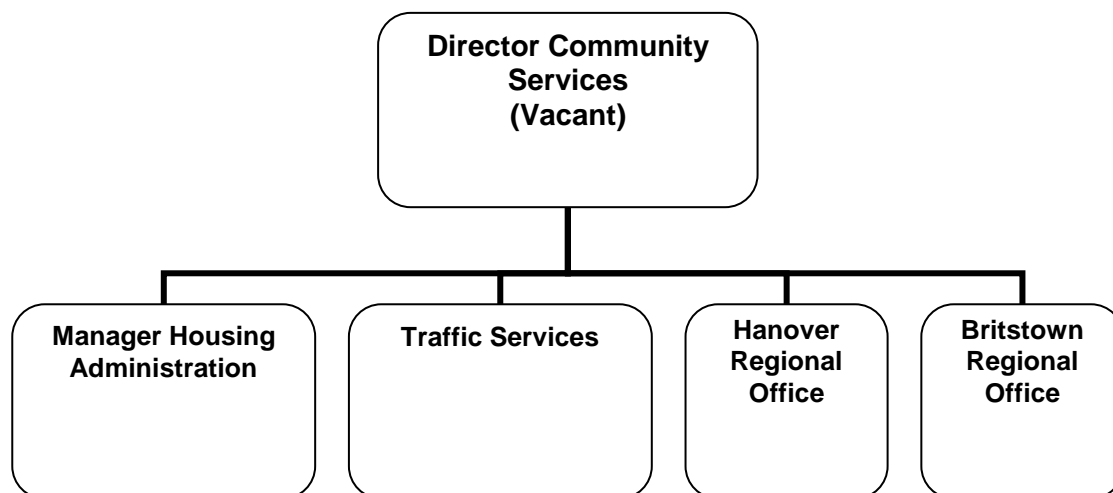 Director Community
Services
(Vacant)
Manager Housing
Administration
Traffic Services
Hanover
Regional
Office
Britstown
Regional
Office